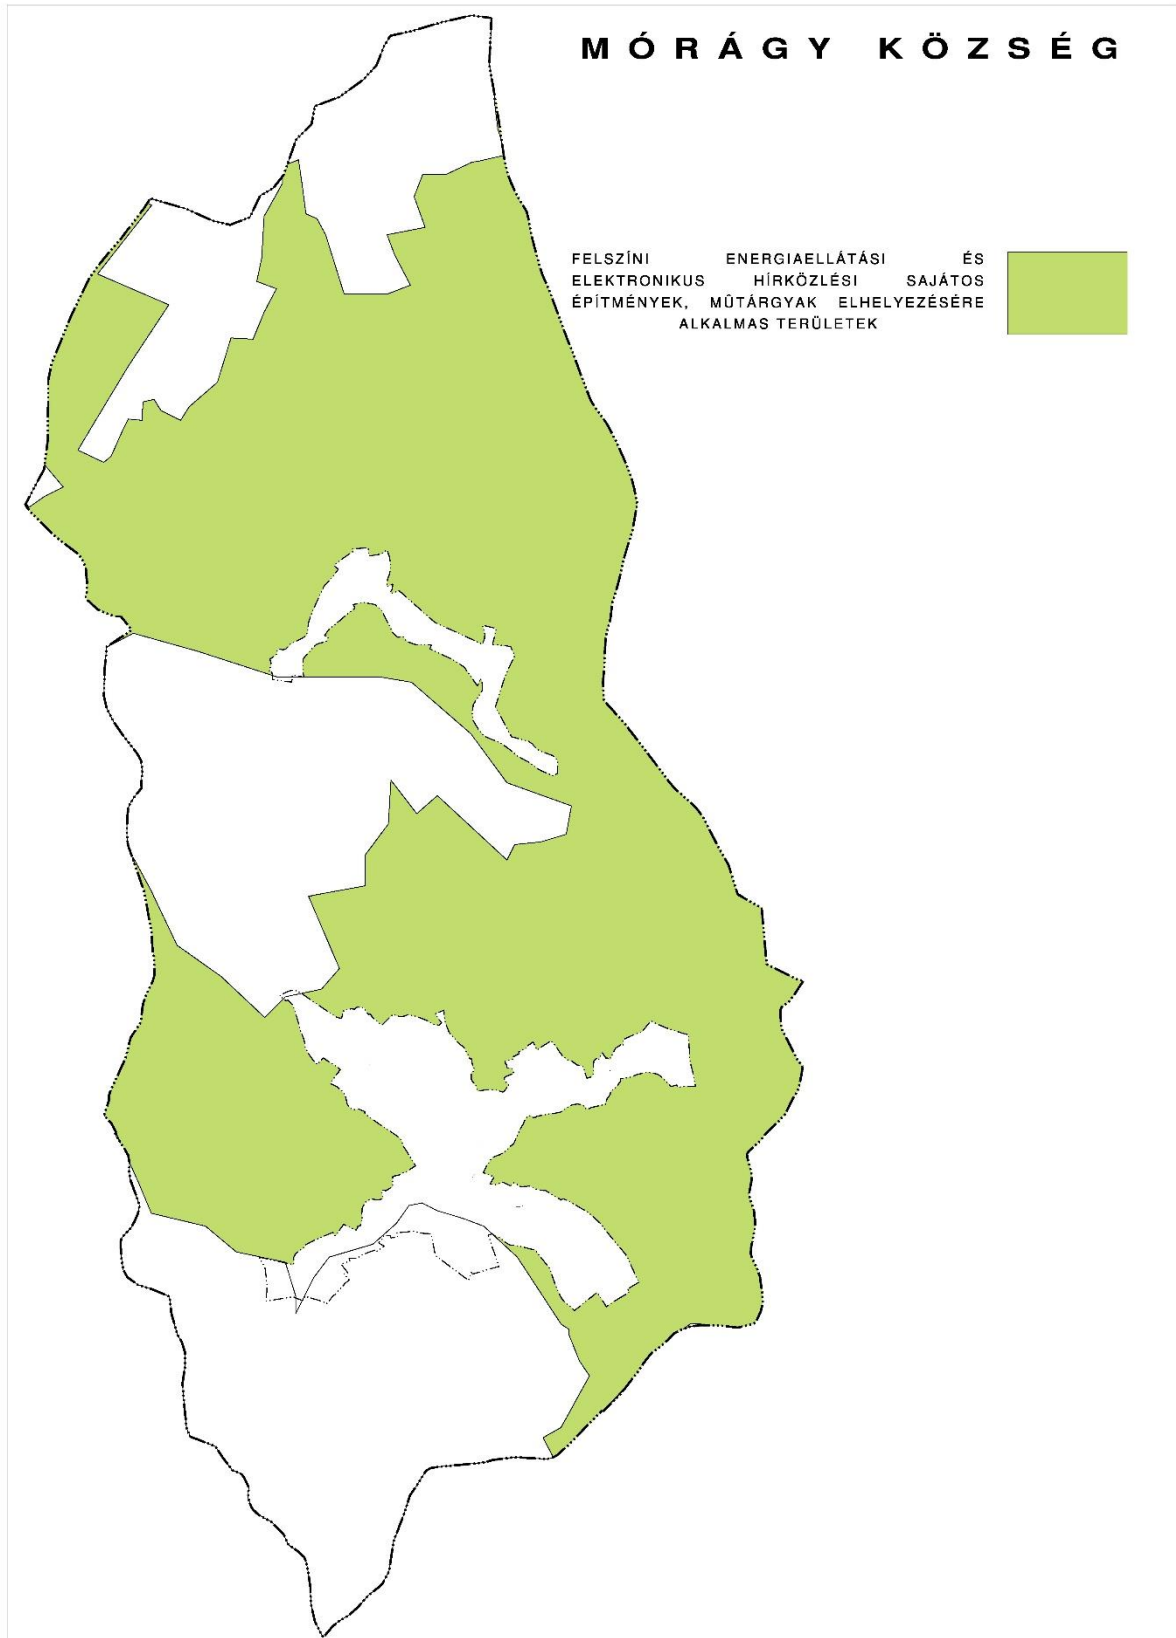 MÓRÁGY KÖZSÉG
FELSZÍNI ENERGIAELLÁTÁSI ÉS
ELEKTRONIKUS HÍRKÖZLÉSI SAJÁTOS
ÉPÍTMÉNYEK, MŰTÁRGYAK ELHELYEZÉSÉRE
ALKALMAS TERÜLETEK